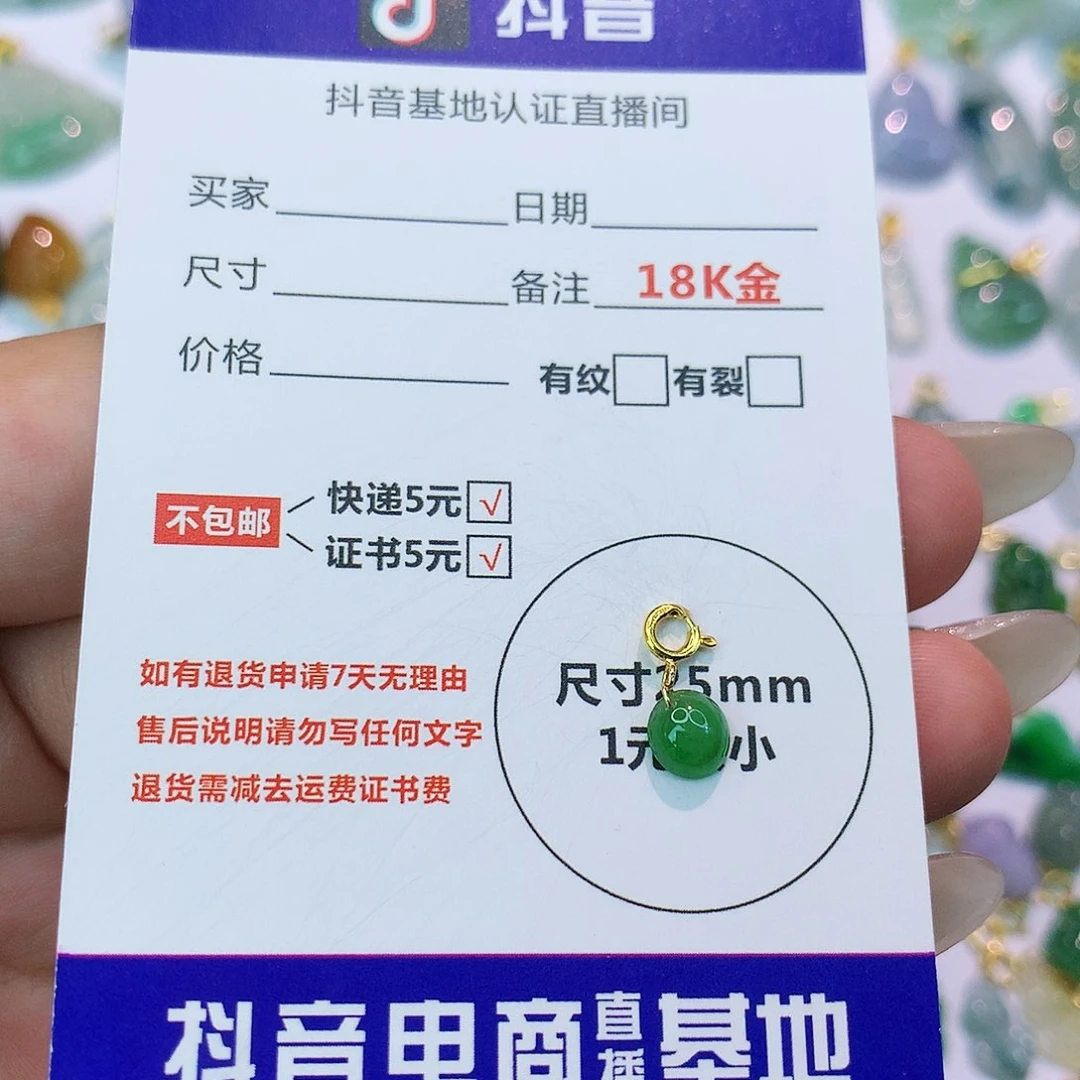 抖音
抖音基地认证直播间
买家 日期
尺寸 备注 18K金
价格 有纹 有裂
不包邮 快递5元 √
证书5元 √
如有退货申请7天无理由
售后说明请勿写任何文字
退货需减去运费证书费
尺寸 5mm
1元 小
抖音电商直播基地